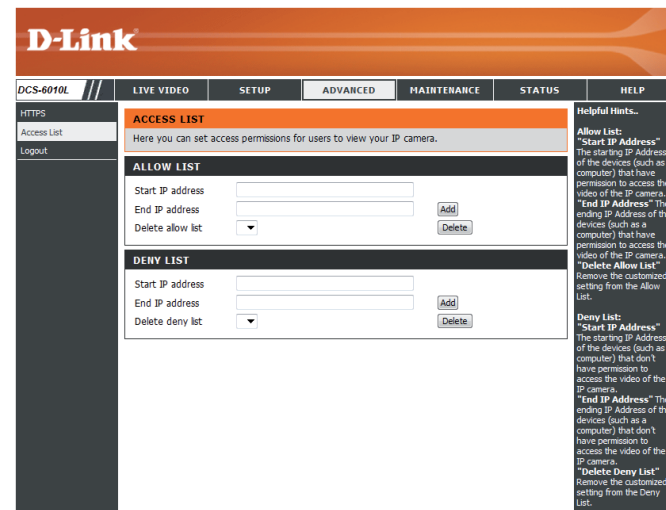 D-Link
DCS-6010L
LIVE VIDEO
SETUP
ADVANCED
MAINTENANCE
STATUS
HELP
HTTPS
Access List
Logout
ACCESS LIST
Here you can set access permissions for users to view your IP camera.
ALLOW LIST
Start IP address
End IP address
Add
Delete allow list
Delete
DENY LIST
Start IP address
End IP address
Add
Delete deny list
Delete
Helpful Hints..
Allow List:
"Start IP Address"
The starting IP Address
of the devices (such as
computer) that have
permission to access the
video of the IP camera.
"End IP Address" The
ending IP Address of th
devices (such as a
computer) that have
permission to access the
video of the IP camera.
"Delete Allow List"
Remove the customized
setting from the Allow
List.
Deny List:
"Start IP Address"
The starting IP Address
of the devices (such as
computer) that don't
have permission to
access the video of the
IP camera.
"End IP Address" The
ending IP Address of th
devices (such as a
computer) that don't
have permission to
access the video of the
IP camera.
"Delete Deny List"
Remove the customized
setting from the Deny
List.